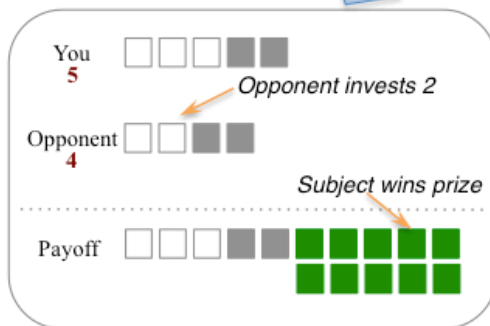 You
5
Opponent invests 2
Opponent
4
Subject wins prize
Payoff